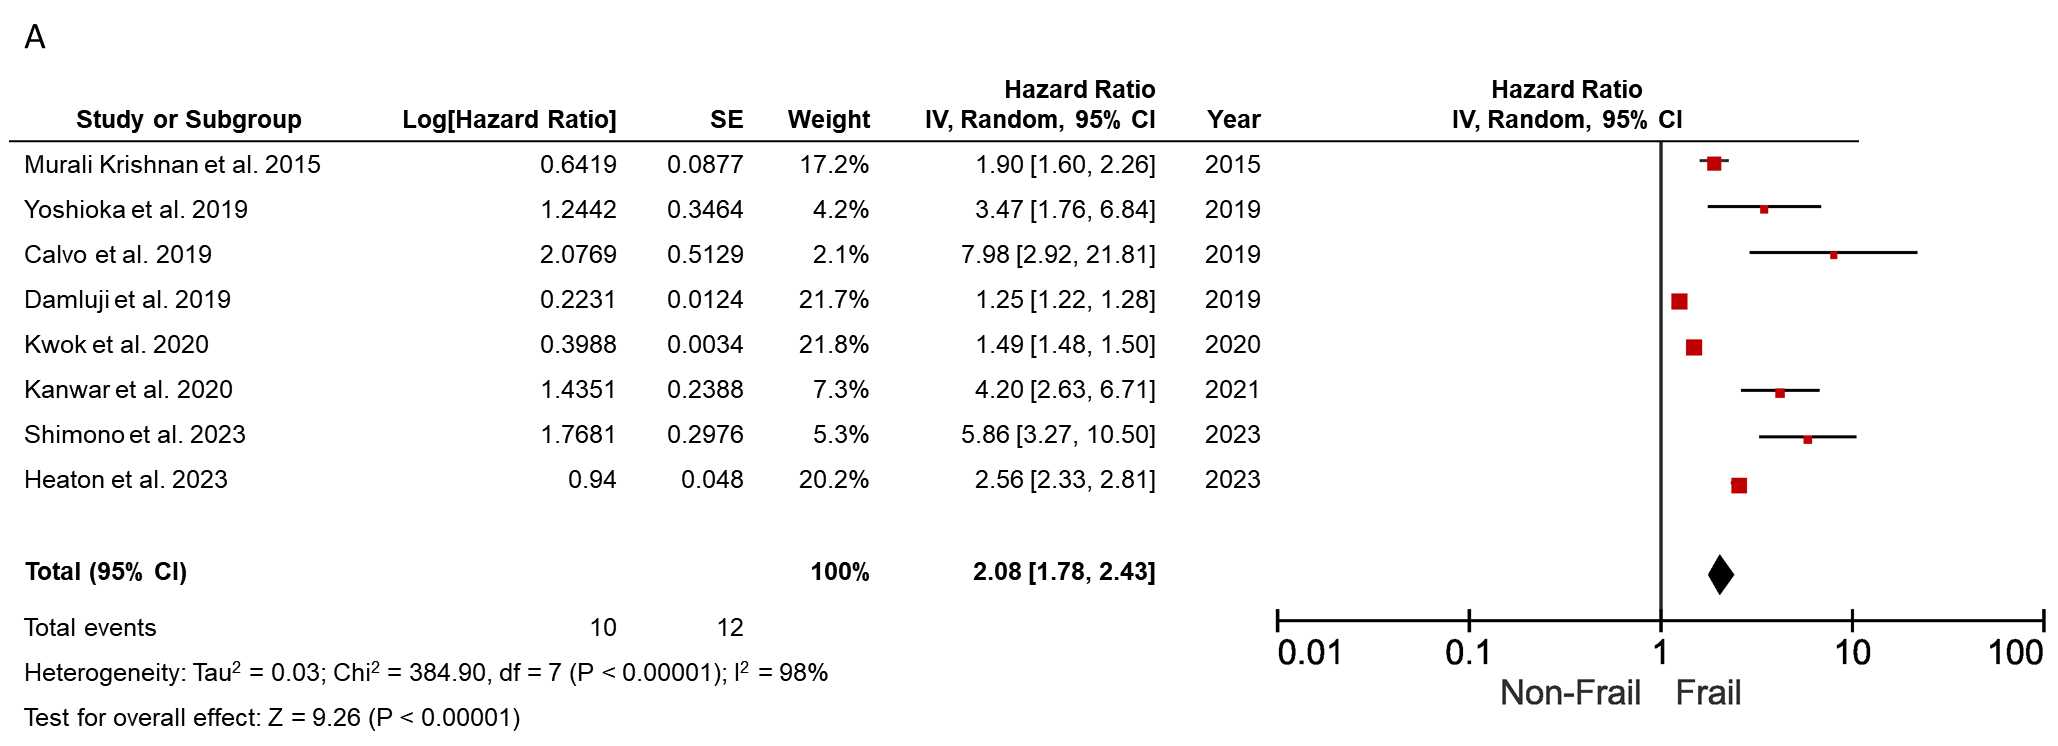 A
Hazard Ratio Hazard Ratio
Study or Subgroup Log[Hazard Ratio] SE Weight IV, Random, 95% CI Year IV, Random, 95% CI
Murali Krishnan et al. 2015 0.6419 0.0877 17.2% 1.90 [1.60, 2.26] 2015
Yoshioka et al. 2019 1.2442 0.3464 4.2% 3.47 [1.76, 6.84] 2019
Calvo et al. 2019 2.0769 0.5129 2.1% 7.98 [2.92, 21.81] 2019
Damluji et al. 2019 0.2231 0.0124 21.7% 1.25 [1.22, 1.28] 2019
Kwok et al. 2020 0.3988 0.0034 21.8% 1.49 [1.48, 1.50] 2020
Kanwar et al. 2020 1.4351 0.2388 7.3% 4.20 [2.63, 6.71] 2021
Shimono et al. 2023 1.7681 0.2976 5.3% 5.86 [3.27, 10.50] 2023
Heaton et al. 2023 0.94 0.048 20.2% 2.56 [2.33, 2.81] 2023
Total (95% CI) 100% 2.08 [1.78, 2.43]
Total events 10 12
0.01 0.1 1 10 100
Heterogeneity: Tau² = 0.03; Chi² = 384.90, df = 7 (P < 0.00001); I² = 98%
Non-Frail Frail
Test for overall effect: Z = 9.26 (P < 0.00001)